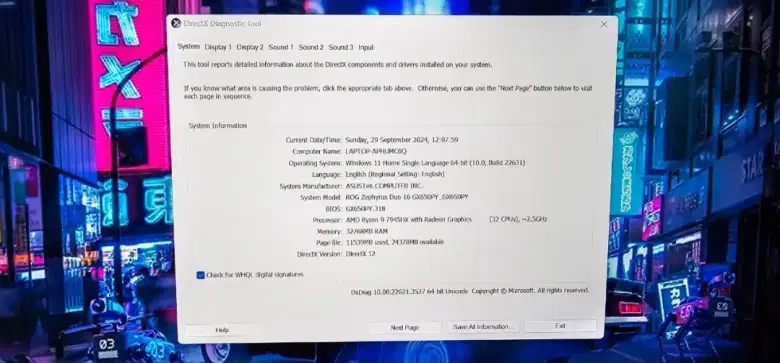 DirectX Diagnostic Tool
System Display 1 Display 2 Sound 1 Sound 2 Sound 3 Input
This tool reports detailed information about the DirectX components and drivers installed on your system.
If you know what area is causing the problem, click the appropriate tab above. Otherwise, you can use the "Next Page" button below to visit
each page in sequence.
System Information
Current Date/Time: Sunday, 29 September 2024, 12:07:59
Computer Name:
Operating System: Windows 11 Home Single Language 64-bit (10.0, Build 22631)
Language: English (Regional Setting: English)
System Manufacturer: ASUSTeK COMPUTER INC.
System Model: ROG Zephyrus Duo 16 GX650PY_GX650PY
BIOS: GX650PY.318
Processor: AMD Ryzen 9 7945HX with Radeon Graphics (32 CPUs), ~2.5GHz
Memory: 32768MB RAM
Page file: 11539MB used, 24378MB available
DirectX Version: DirectX 12
Check for WHQL digital signatures
DxDiag 10.00.22621.3527 64-bit Unicode Copyright © Microsoft. All rights reserved.
Help
Next Page
Save All Information...
Exit
03
03